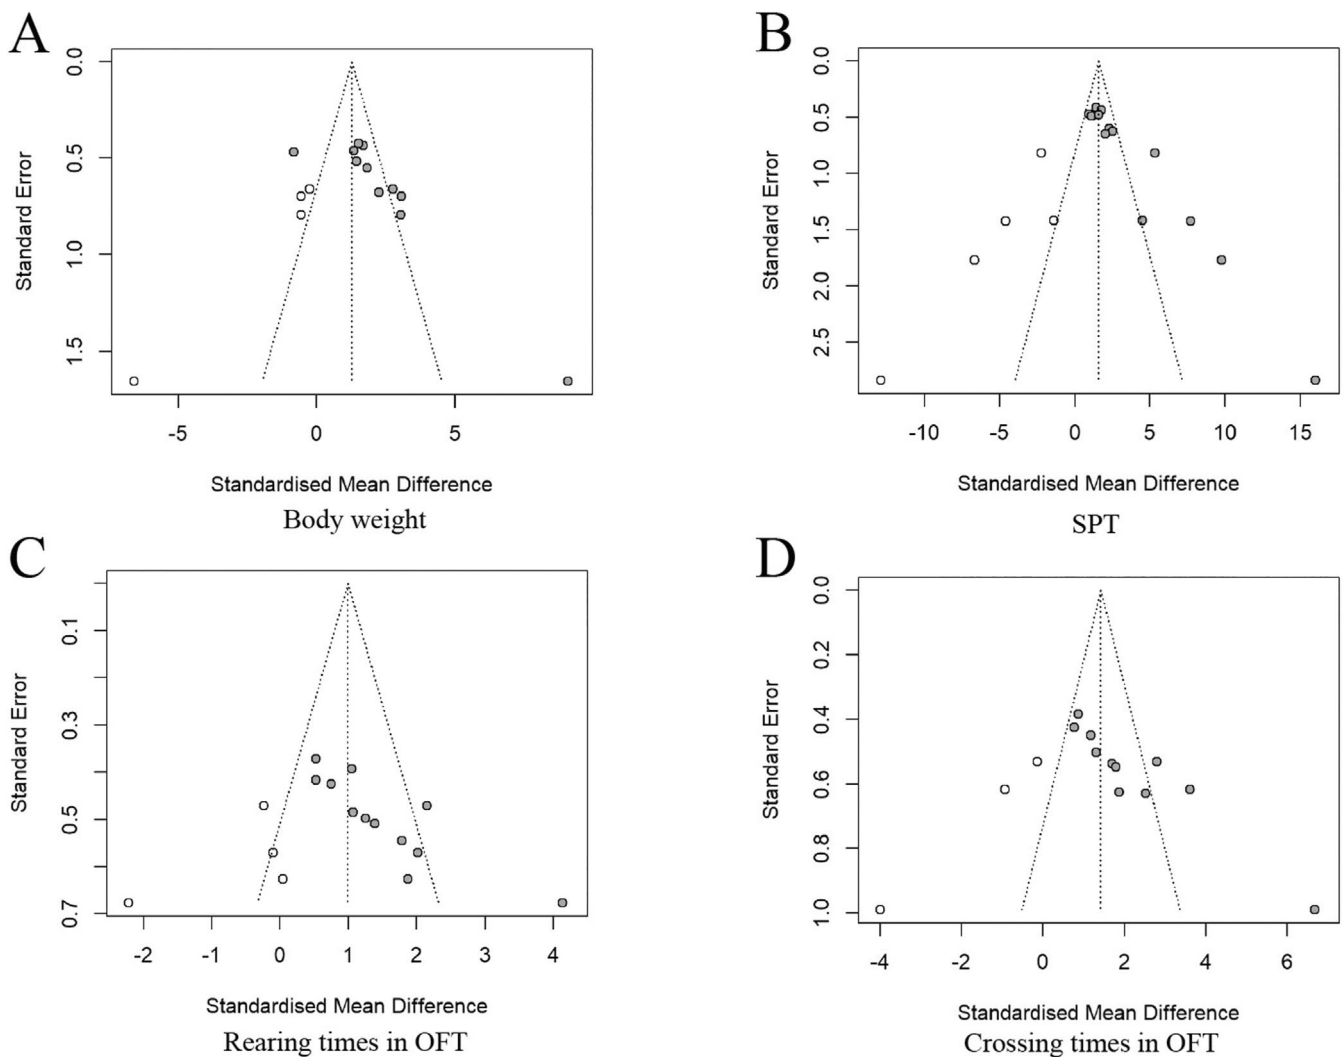 A
0.0
0.5
1.0
1.5
Standard Error
-5 0 5
Standardised Mean Difference
Body weight
B
0.0
0.5
1.0
1.5
2.0
2.5
Standard Error
-10 -5 0 5 10 15
Standardised Mean Difference
SPT
C
0.1
0.3
0.5
0.7
Standard Error
-2 -1 0 1 2 3 4
Standardised Mean Difference
Rearing times in OFT
D
0.0
0.2
0.4
0.6
0.8
1.0
Standard Error
-4 -2 0 2 4 6
Standardised Mean Difference
Crossing times in OFT